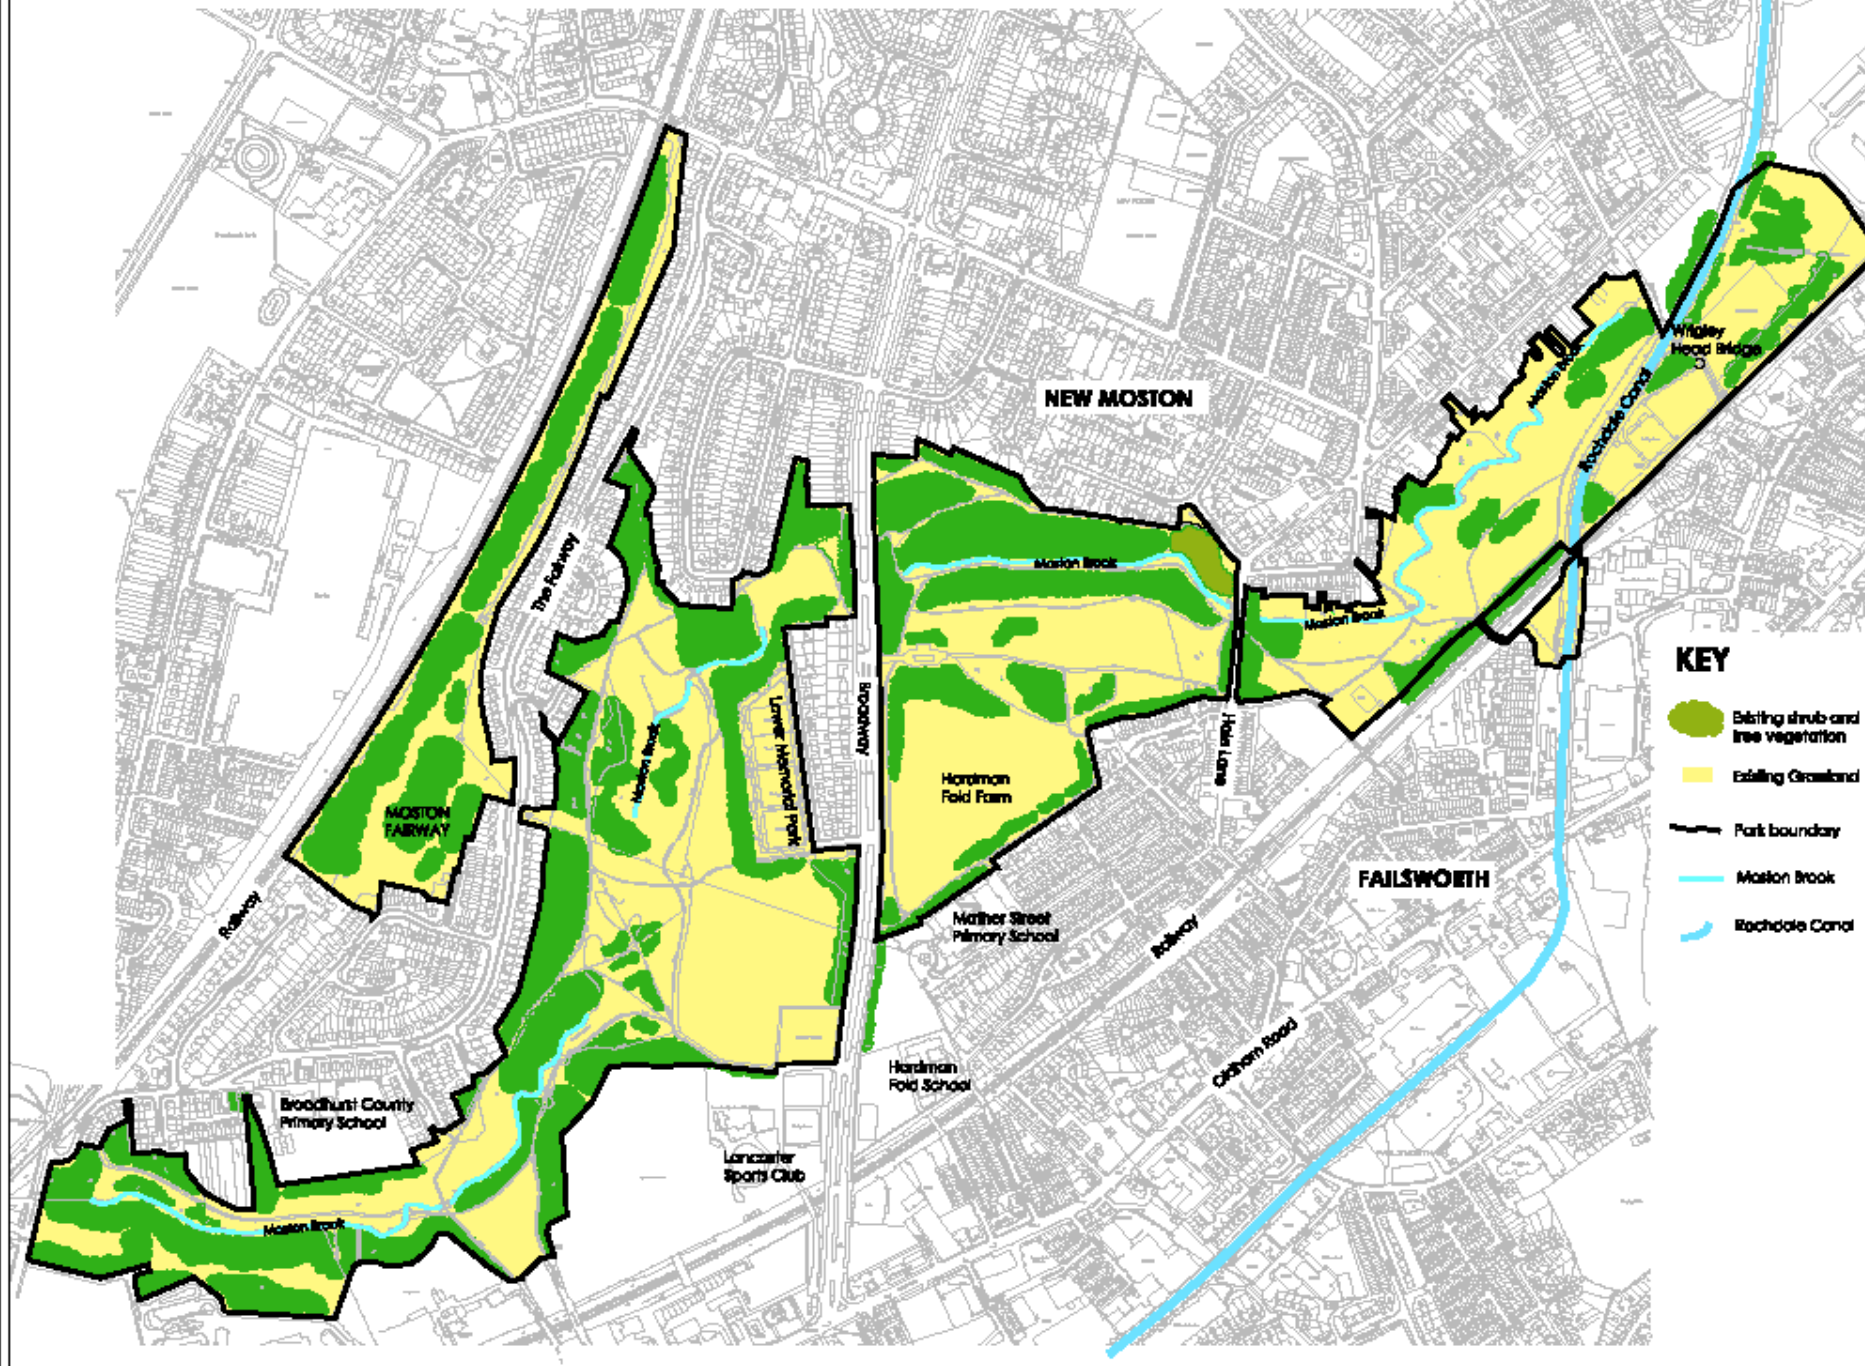 NEW MOSTON
Wrigley
Head Bridge
Moston Brook
Rochdale Canal
The Fairway
Moston Brook
Moston Brook
KEY
Existing shrub and
tree vegetation
Existing Grassland
Park boundary
Moston Brook
Rochdale Canal
Moston Brook
Lower Memorial Park
Broadway
Hale Lane
Hardman
Fold Farm
MOSTON
FAIRWAY
FAILSWORTH
Railway
Mather Street
Primary School
Railway
Oldham Road
Hardman
Fold School
Broadhurst County
Primary School
Lancaster
Sports Club
Moston Brook